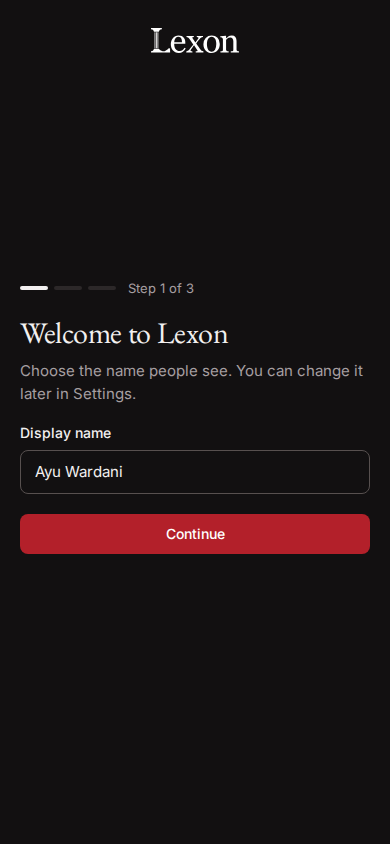 Lexon
Step 1 of 3
Welcome to Lexon
Choose the name people see. You can change it
later in Settings.
Display name
Ayu Wardani
Continue